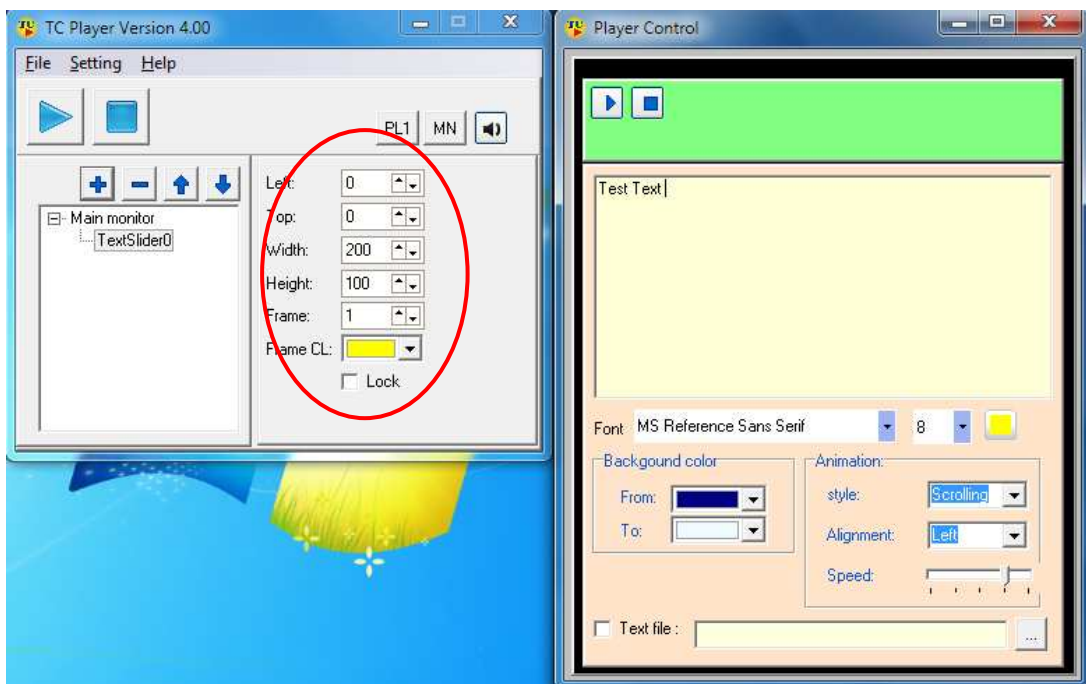 TC Player Version 4.00
File Setting Help
PL1 MN
Main monitor
TextSlider0
Left: 0
Top: 0
Width: 200
Height: 100
Frame: 1
Frame CL:
Lock
Player Control
Test Text
Font MS Reference Sans Serif 8
Backgound color
From:
To:
Animation:
style: Scrolling
Alignment: Left
Speed:
Text file : ...